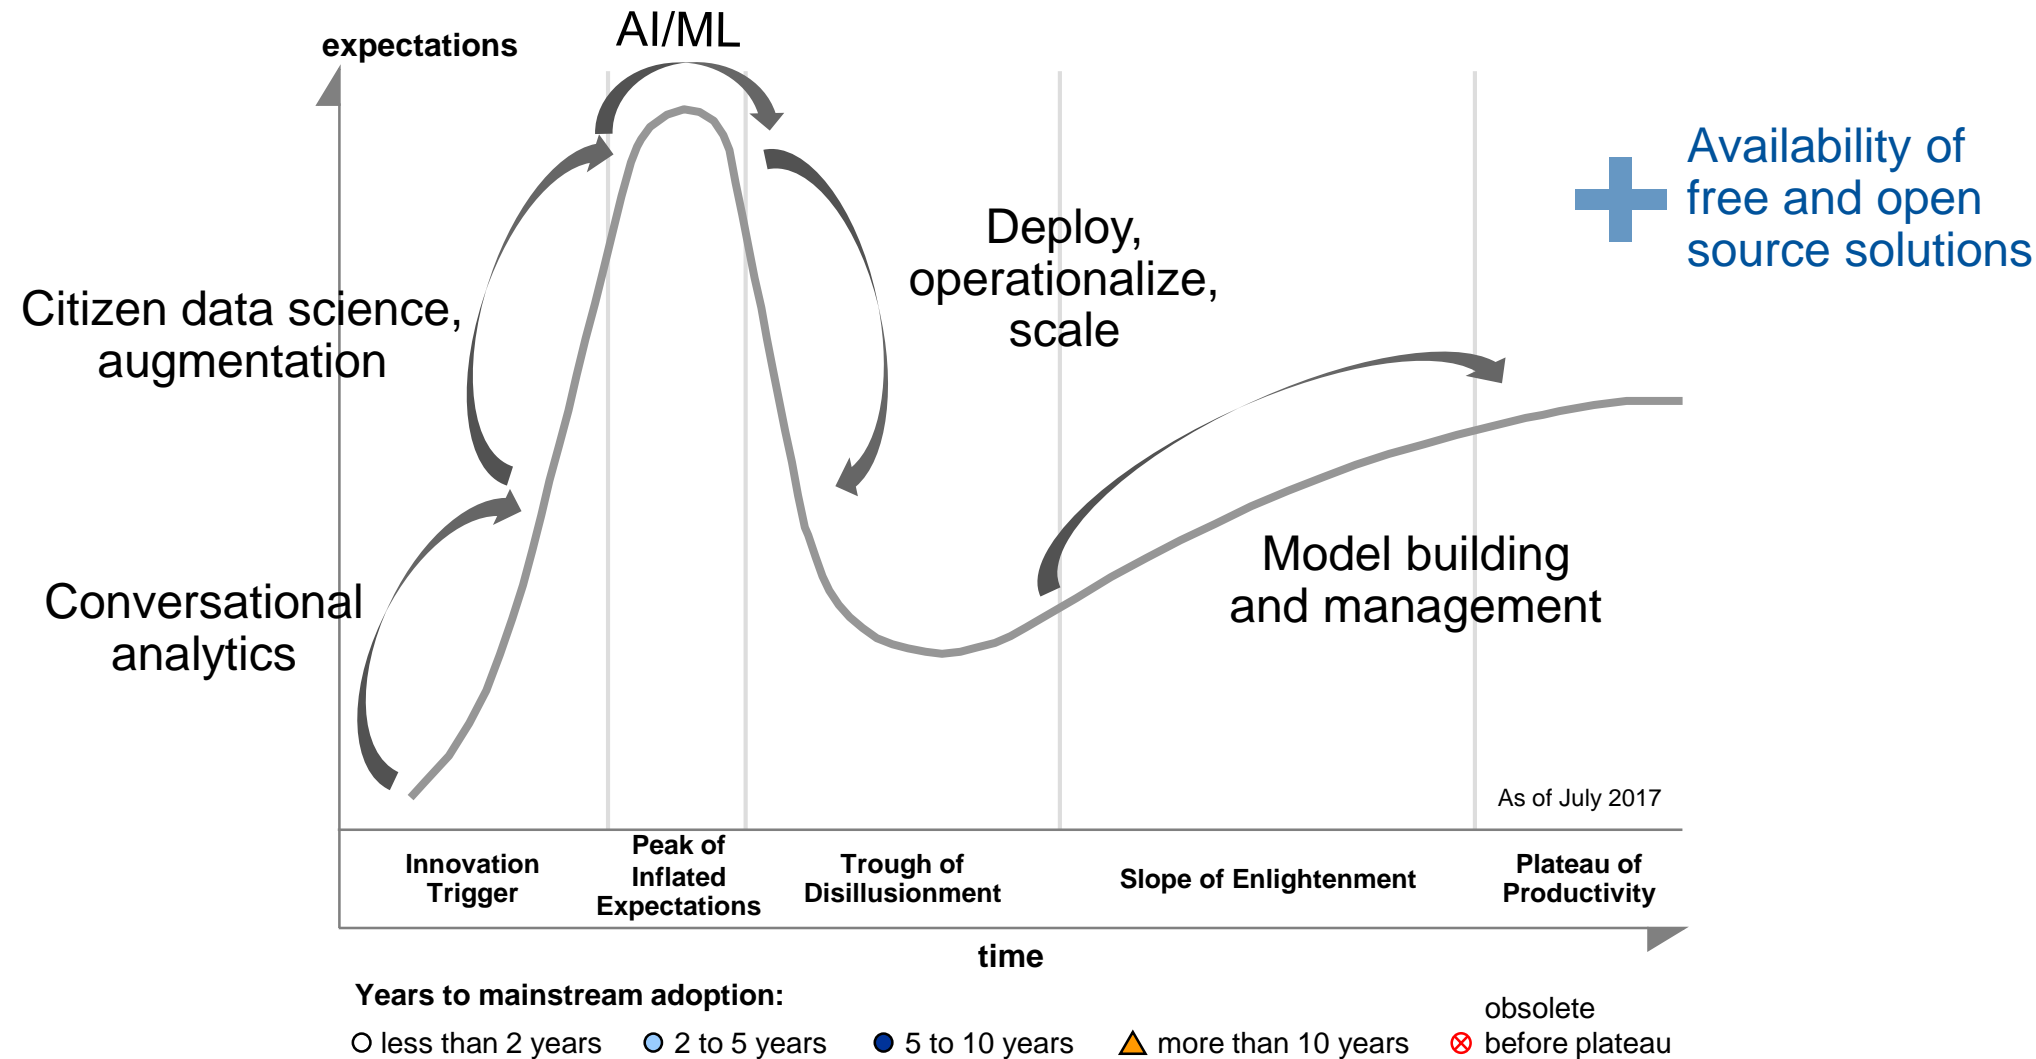 AI/ML
expectations
Availability of
free and open
source solutions
Deploy,
operationalize,
scale
Citizen data science,
augmentation
Model building
and management
Conversational
analytics
As of July 2017
Innovation
Trigger
Peak of
Inflated
Expectations
Trough of
Disillusionment
Slope of Enlightenment
Plateau of
Productivity
time
Years to mainstream adoption:
less than 2 years
2 to 5 years
5 to 10 years
more than 10 years
obsolete
before plateau